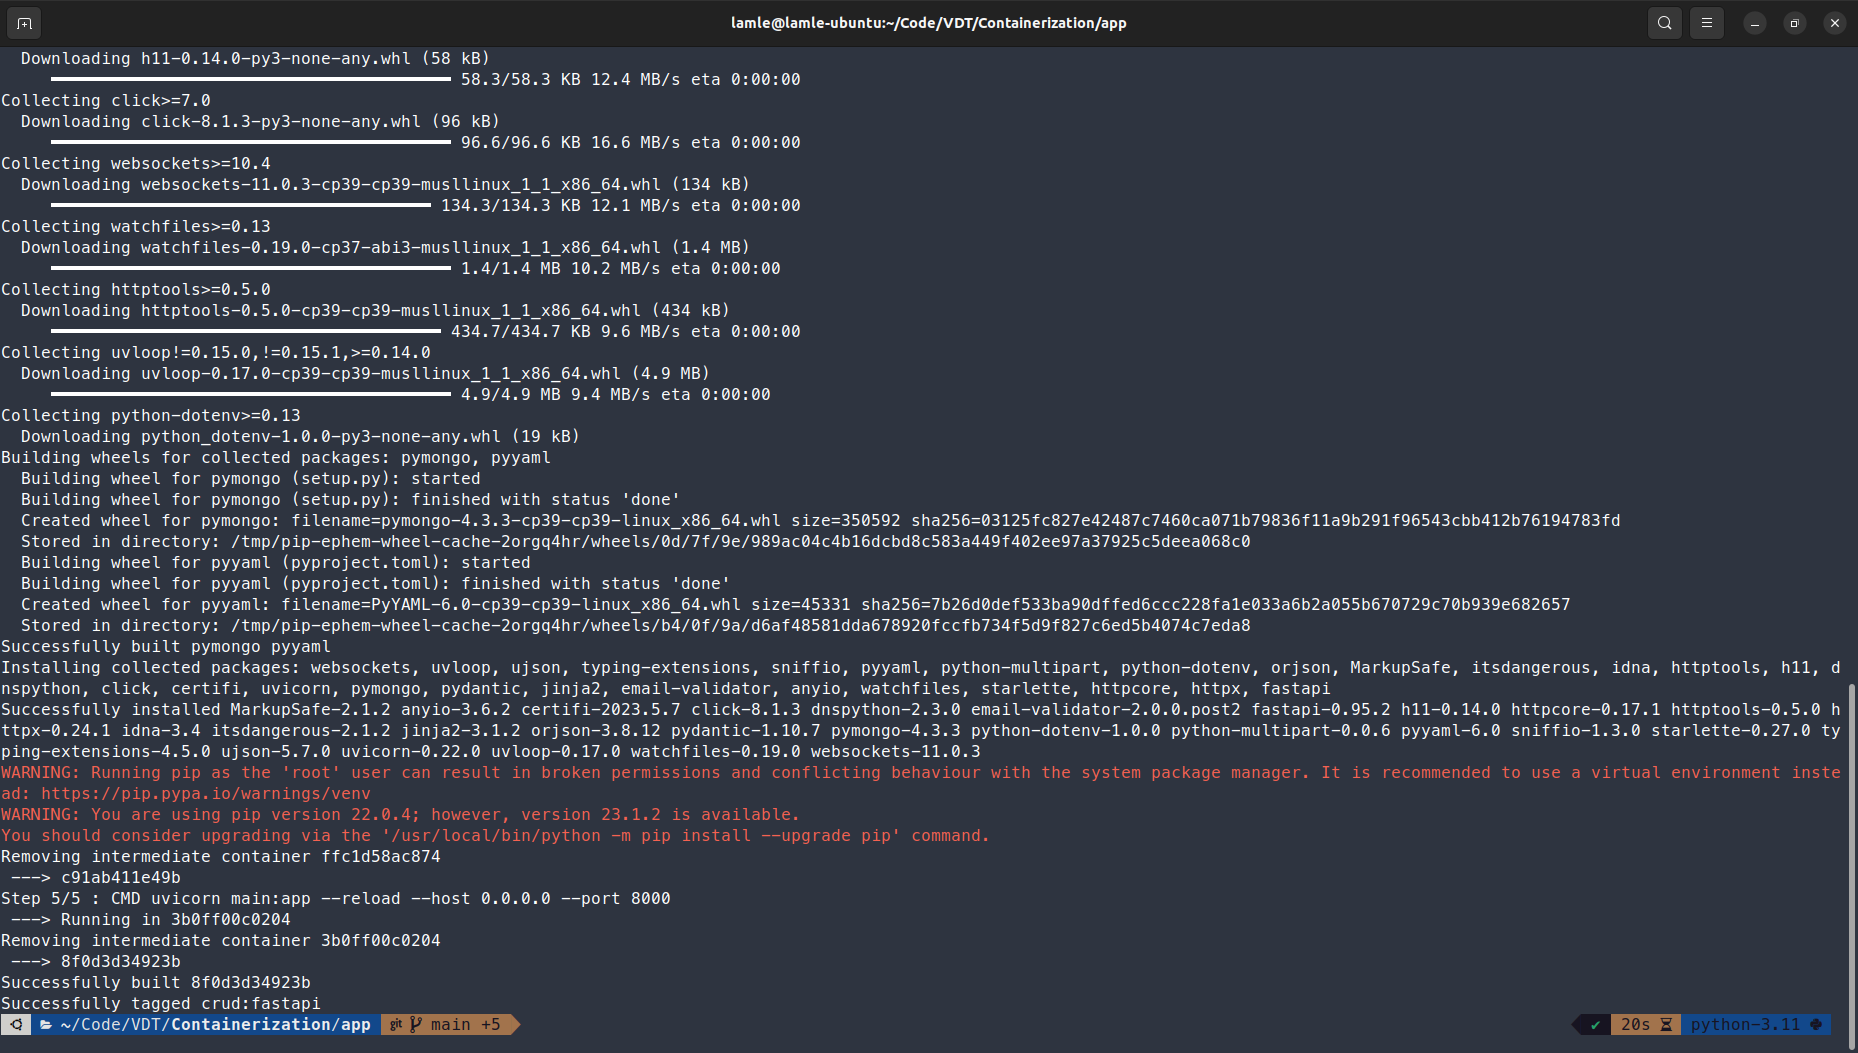 lamle@lamle-ubuntu:~/Code/VDT/Containerization/app
Downloading h11-0.14.0-py3-none-any.whl (58 kB)
58.3/58.3 KB 12.4 MB/s eta 0:00:00
Collecting click>=7.0
Downloading click-8.1.3-py3-none-any.whl (96 kB)
96.6/96.6 KB 16.6 MB/s eta 0:00:00
Collecting websockets>=10.4
Downloading websockets-11.0.3-cp39-cp39-musllinux_1_1_x86_64.whl (134 kB)
134.3/134.3 KB 12.1 MB/s eta 0:00:00
Collecting watchfiles>=0.13
Downloading watchfiles-0.19.0-cp37-abi3-musllinux_1_1_x86_64.whl (1.4 MB)
1.4/1.4 MB 10.2 MB/s eta 0:00:00
Collecting httptools>=0.5.0
Downloading httptools-0.5.0-cp39-cp39-musllinux_1_1_x86_64.whl (434 kB)
434.7/434.7 KB 9.6 MB/s eta 0:00:00
Collecting uvloop!=0.15.0,!=0.15.1,>=0.14.0
Downloading uvloop-0.17.0-cp39-cp39-musllinux_1_1_x86_64.whl (4.9 MB)
4.9/4.9 MB 9.4 MB/s eta 0:00:00
Collecting python-dotenv>=0.13
Downloading python_dotenv-1.0.0-py3-none-any.whl (19 kB)
Building wheels for collected packages: pymongo, pyyaml
Building wheel for pymongo (setup.py): started
Building wheel for pymongo (setup.py): finished with status 'done'
Created wheel for pymongo: filename=pymongo-4.3.3-cp39-cp39-linux_x86_64.whl size=350592 sha256=03125fc827e42487c7460ca071b79836f11a9b291f96543cbb412b76194783fd
Stored in directory: /tmp/pip-ephem-wheel-cache-2orgq4hr/wheels/0d/7f/9e/989ac04c4b16dcbd8c583a449f402ee97a37925c5deea068c0
Building wheel for pyyaml (pyproject.toml): started
Building wheel for pyyaml (pyproject.toml): finished with status 'done'
Created wheel for pyyaml: filename=PyYAML-6.0-cp39-cp39-linux_x86_64.whl size=45331 sha256=7b26d0def533ba90dffed6ccc228fa1e033a6b2a055b670729c70b939e682657
Stored in directory: /tmp/pip-ephem-wheel-cache-2orgq4hr/wheels/b4/0f/9a/d6af48581dda678920fccfb734f5d9f827c6ed5b4074c7eda8
Successfully built pymongo pyyaml
Installing collected packages: websockets, uvloop, ujson, typing-extensions, sniffio, pyyaml, python-multipart, python-dotenv, orjson, MarkupSafe, itsdangerous, idna, httptools, h11, d
nspython, click, certifi, uvicorn, pymongo, pydantic, jinja2, email-validator, anyio, watchfiles, starlette, httpcore, httpx, fastapi
Successfully installed MarkupSafe-2.1.2 anyio-3.6.2 certifi-2023.5.7 click-8.1.3 dnspython-2.3.0 email-validator-2.0.0.post2 fastapi-0.95.2 h11-0.14.0 httpcore-0.17.1 httptools-0.5.0 h
ttpx-0.24.1 idna-3.4 itsdangerous-2.1.2 jinja2-3.1.2 orjson-3.8.12 pydantic-1.10.7 pymongo-4.3.3 python-dotenv-1.0.0 python-multipart-0.0.6 pyyaml-6.0 sniffio-1.3.0 starlette-0.27.0 ty
ping-extensions-4.5.0 ujson-5.7.0 uvicorn-0.22.0 uvloop-0.17.0 watchfiles-0.19.0 websockets-11.0.3
WARNING: Running pip as the 'root' user can result in broken permissions and conflicting behaviour with the system package manager. It is recommended to use a virtual environment inste
ad: https://pip.pypa.io/warnings/venv
WARNING: You are using pip version 22.0.4; however, version 23.1.2 is available.
You should consider upgrading via the '/usr/local/bin/python -m pip install --upgrade pip' command.
Removing intermediate container ffc1d58ac874
---> c91ab411e49b
Step 5/5 : CMD uvicorn main:app --reload --host 0.0.0.0 --port 8000
---> Running in 3b0ff00c0204
Removing intermediate container 3b0ff00c0204
---> 8f0d3d34923b
Successfully built 8f0d3d34923b
Successfully tagged crud:fastapi
~/Code/VDT/Containerization/app git main +5 ✔ 20s python-3.11